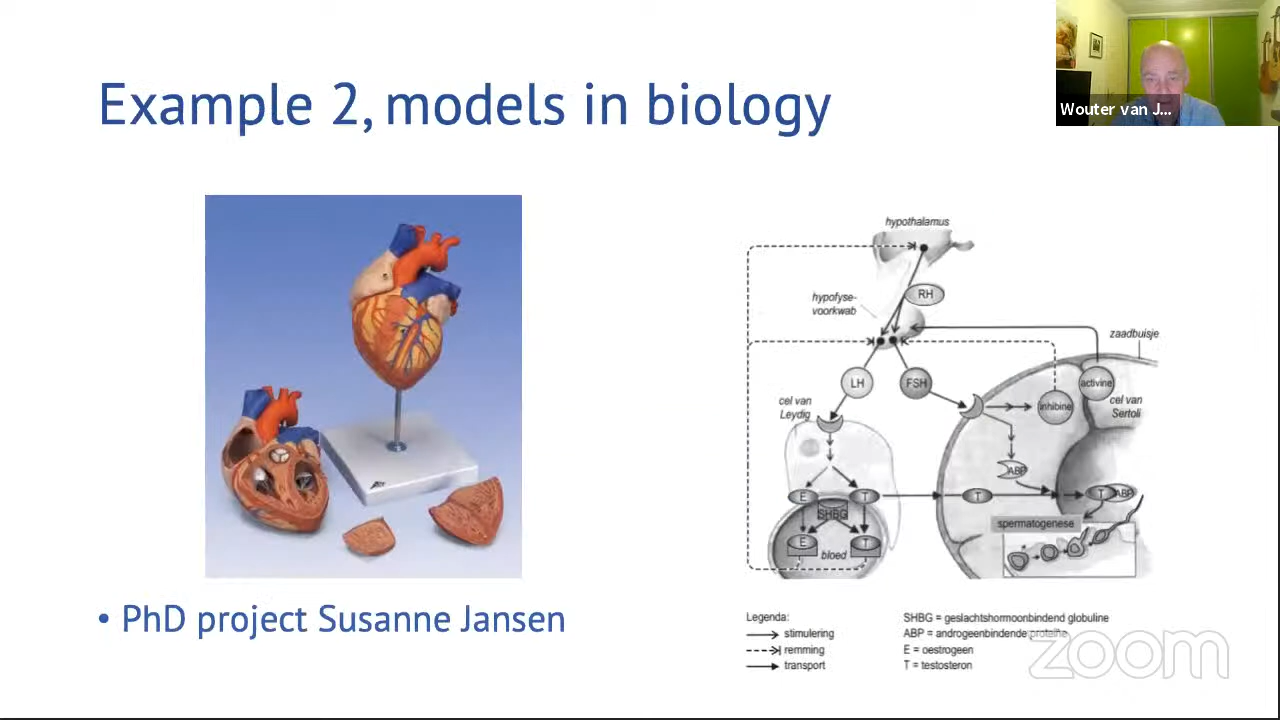 Example 2, models in biology
Wouter van J...
hypothalamus
RH
hypofyse-
voorkwab
zaadbuisje
LH
FSH
activine
cel van
Leydig
inhibine
cel van
Sertoli
ABP
E
T
SHBG
T
T
ABP
spermatogenese
E
T
bloed
• PhD project Susanne Jansen
Legenda:
stimulering
remming
transport
SHBG = geslachtshormoonbindend globuline
ABP = androgeenbindende proteïne
E = oestrogeen
T = testosteron
zoom